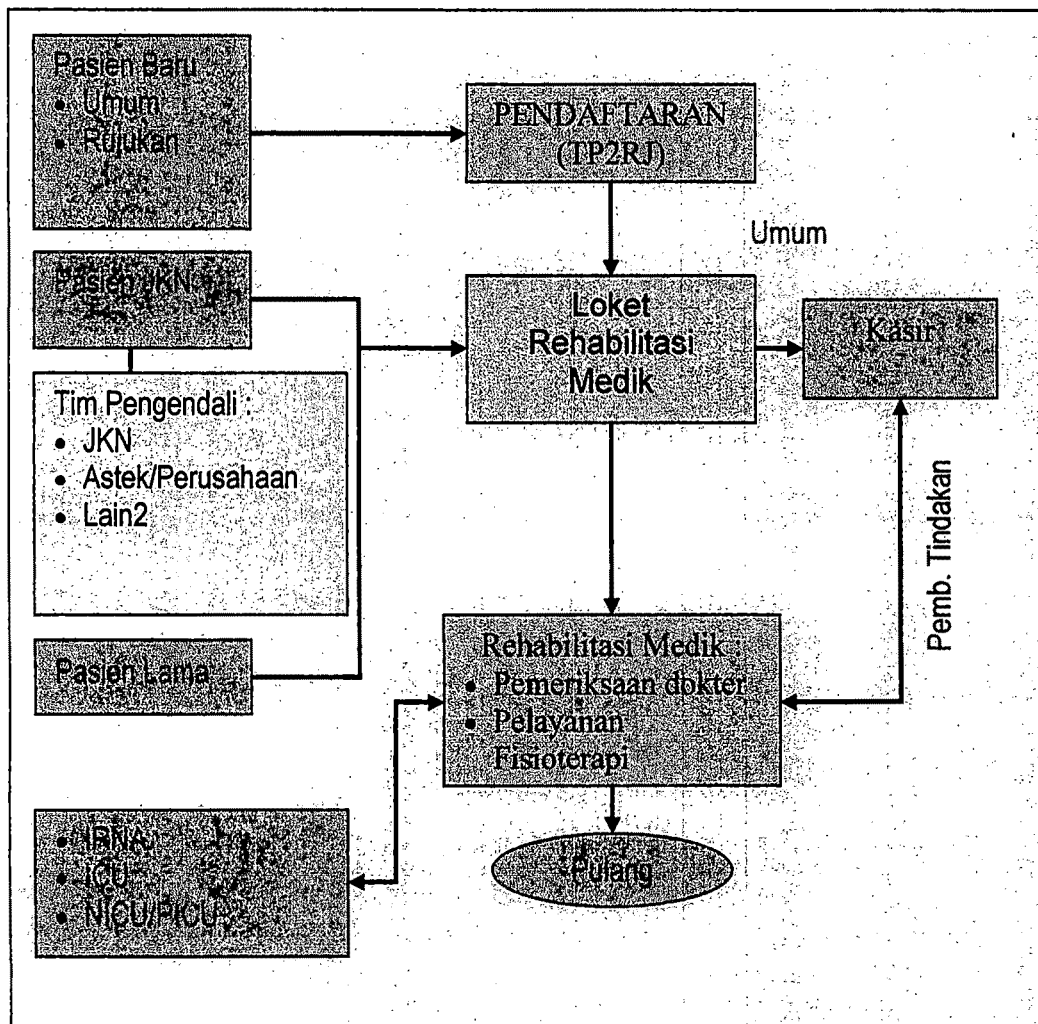 Pasien Baru :
• Umum
• Rujukan
PENDAFTARAN
(TP2RJ)
Umum
Pasien JKN
Loket
Rehabilitasi
Medik
Kasir
Tim Pengendali :
• JKN
• Astek/Perusahaan
• Lain2
Pemb. Tindakan
Pasien Lama
Rehabilitasi Medik :
• Pemeriksaan dokter
• Pelayanan
Fisioterapi
• IRNA
• ICU
• NICU/PICU
Pulang